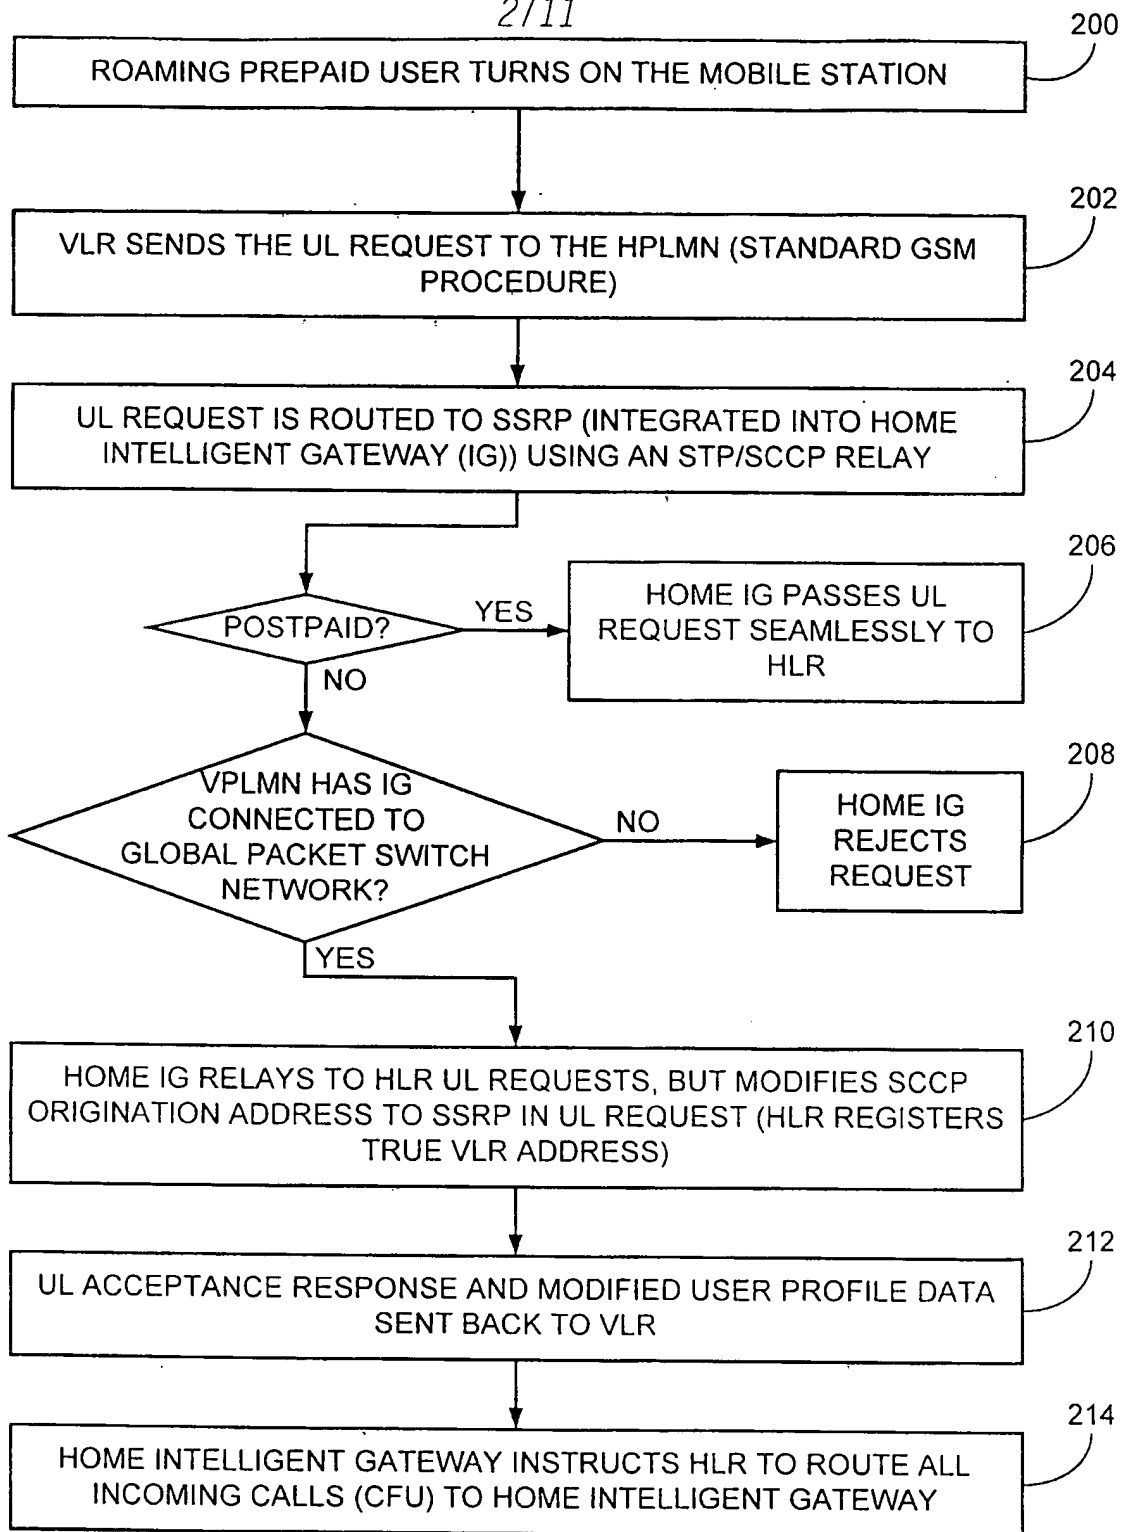 2/11
200
ROAMING PREPAID USER TURNS ON THE MOBILE STATION
202
VLR SENDS THE UL REQUEST TO THE HPLMN (STANDARD GSM
PROCEDURE)
204
UL REQUEST IS ROUTED TO SSRP (INTEGRATED INTO HOME
INTELLIGENT GATEWAY (IG)) USING AN STP/SCCP RELAY
206
POSTPAID?
YES
HOME IG PASSES UL
REQUEST SEAMLESSLY TO
HLR
NO
208
VPLMN HAS IG
CONNECTED TO
GLOBAL PACKET SWITCH
NETWORK?
NO
HOME IG
REJECTS
REQUEST
YES
210
HOME IG RELAYS TO HLR UL REQUESTS, BUT MODIFIES SCCP
ORIGINATION ADDRESS TO SSRP IN UL REQUEST (HLR REGISTERS
TRUE VLR ADDRESS)
212
UL ACCEPTANCE RESPONSE AND MODIFIED USER PROFILE DATA
SENT BACK TO VLR
214
HOME INTELLIGENT GATEWAY INSTRUCTS HLR TO ROUTE ALL
INCOMING CALLS (CFU) TO HOME INTELLIGENT GATEWAY